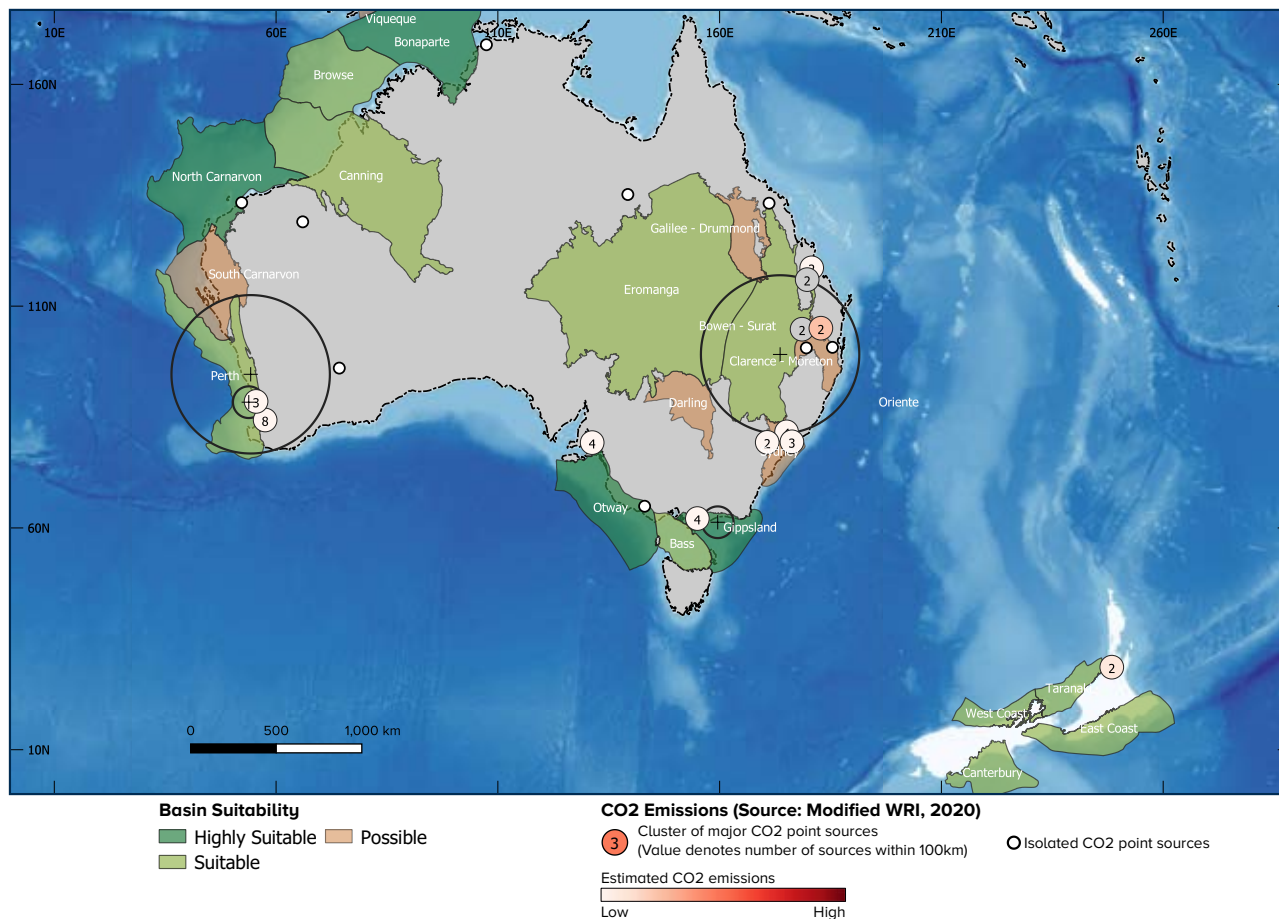 Viqueque
10E
60E
110E
160E
210E
260E
Bonaparte
Browse
160N
North Carnarvon
Canning
Galilee - Drummond
South Carnarvon
2
Eromanga
110N
Bowen - Surat
2
2
Clarence - Moreton
Perth
3
Darling
Oriente
8
4
2
3
Otway
4
Gippsland
60N
Bass
2
Taranaki
West Coast
East Coast
0
500
1,000 km
10N
Canterbury
Basin Suitability
Highly Suitable
Possible
Suitable
CO2 Emissions (Source: Modified WRI, 2020)
3
Cluster of major CO2 point sources
(Value denotes number of sources within 100km)
Isolated CO2 point sources
Estimated CO2 emissions
Low
High